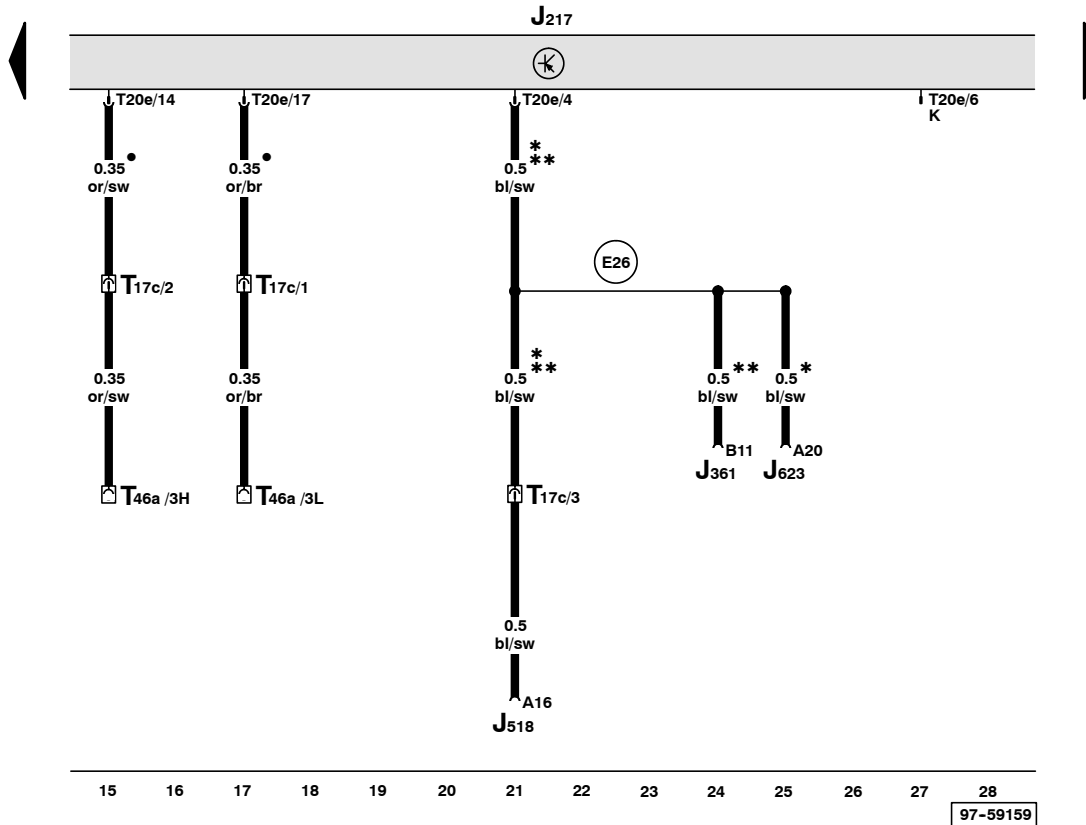 J217
T20e/14
T20e/17
T20e/4
T20e/6
K
0.35 •
or/sw
0.35 •
or/br
*
**
0.5
bl/sw
E26
T17c/2
T17c/1
0.35
or/sw
0.35
or/br
*
**
0.5
bl/sw
0.5 **
bl/sw
0.5 *
bl/sw
B11
J361
A20
J623
T46a /3H
T46a /3L
T17c/3
0.5
bl/sw
A16
J518
15 16 17 18 19 20 21 22 23 24 25 26 27 28
97-59159